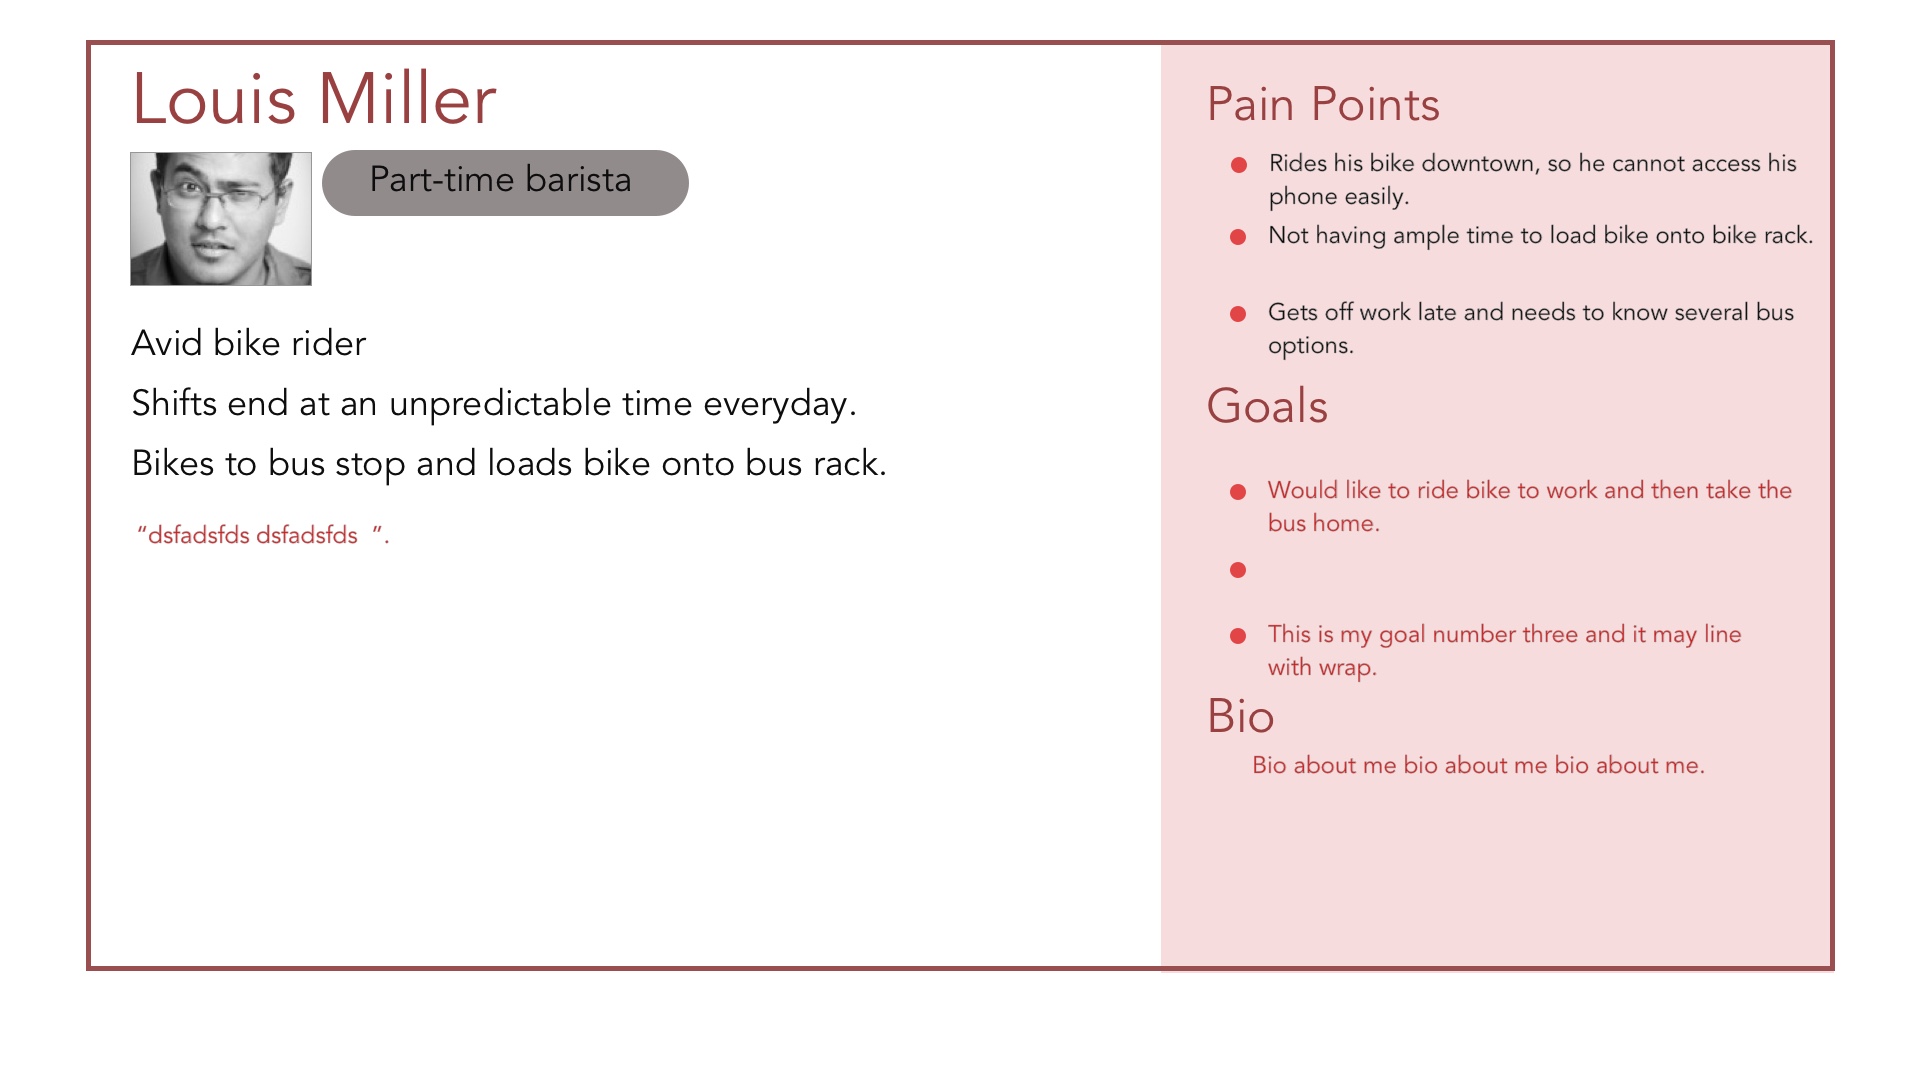 Louis Miller
Part-time barista
Avid bike rider
Shifts end at an unpredictable time everyday.
Bikes to bus stop and loads bike onto bus rack.
“dsfadsfds dsfadsfds  ”.
Pain Points
Rides his bike downtown, so he cannot access his
phone easily.
Not having ample time to load bike onto bike rack.
Gets off work late and needs to know several bus
options.
Goals
Would like to ride bike to work and then take the
bus home.
This is my goal number three and it may line
with wrap.
Bio
Bio about me bio about me bio about me.